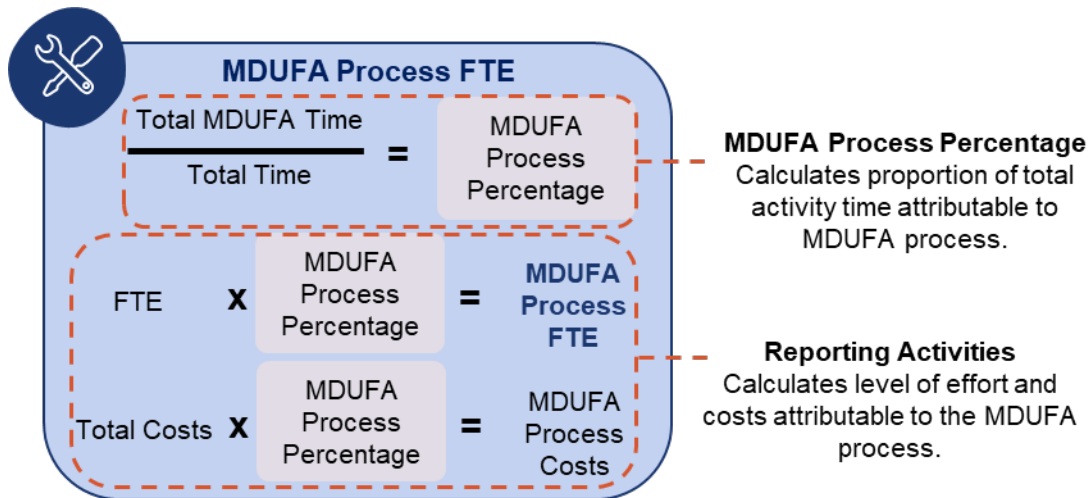 MDUFA Process FTE
Total MDUFA Time
Total Time
=
MDUFA
Process
Percentage
MDUFA Process Percentage
Calculates proportion of total
activity time attributable to
MDUFA process.
FTE
x
MDUFA
Process
Percentage
=
MDUFA
Process
FTE
Total Costs
x
MDUFA
Process
Percentage
=
MDUFA
Process
Costs
Reporting Activities
Calculates level of effort and
costs attributable to the MDUFA
process.